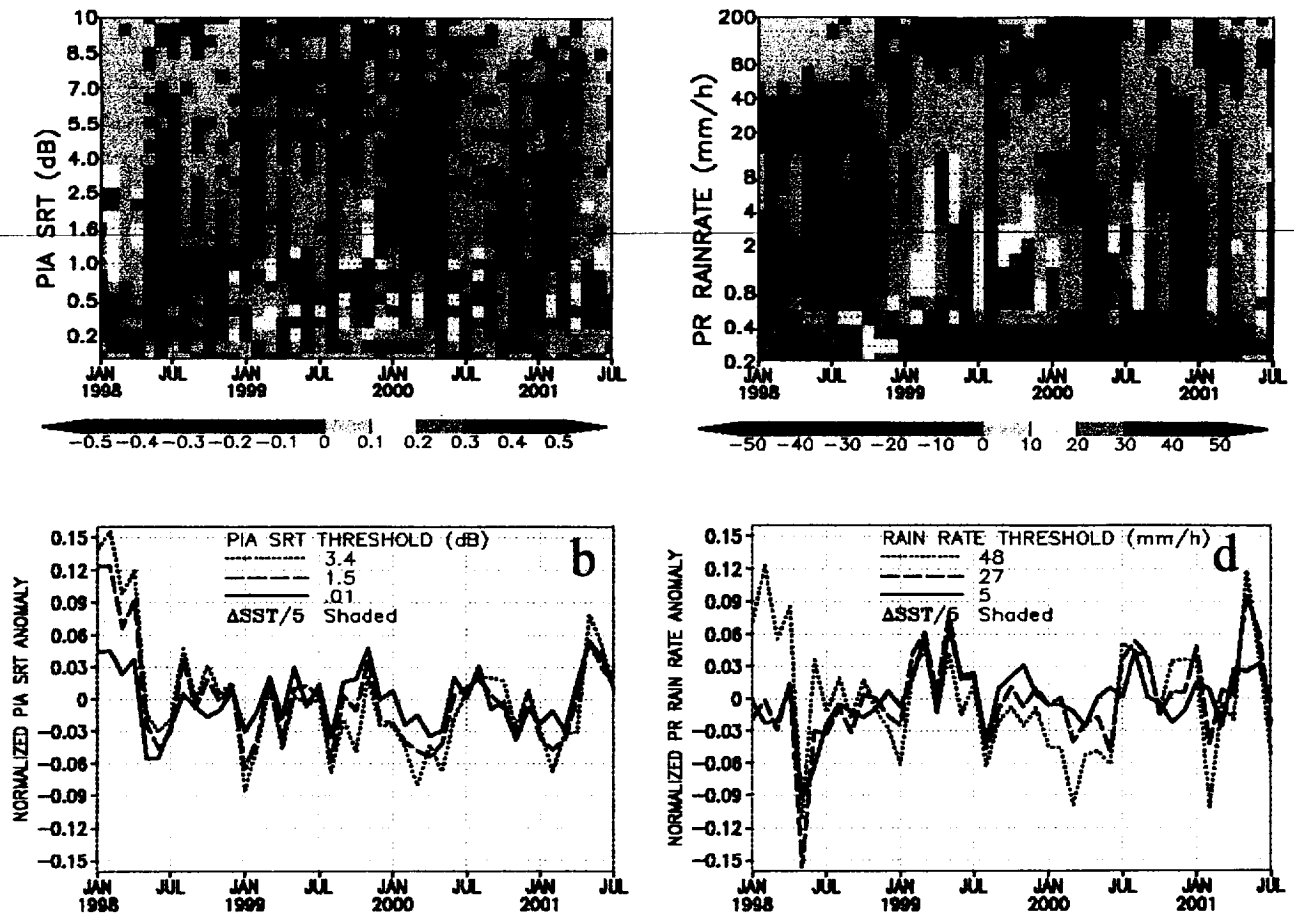 10
8.5
7.0
5.5
4.0
2.5
1.6
1.0
0.5
0.2
PIA SRT (dB)
JAN JUL JAN JUL JAN JUL JAN JUL
1998 1999 2000 2001
-0.5 -0.4 -0.3 -0.2 -0.1 0 0.1 0.2 0.3 0.4 0.5
200
80
40
20
8
4
2
0.8
0.4
0.2
PR RAINRATE (mm/h)
JAN JUL JAN JUL JAN JUL JAN JUL
1998 1999 2000 2001
-50 -40 -30 -20 -10 0 10 20 30 40 50
0.15
0.12
0.09
0.06
0.03
0
-0.03
-0.06
-0.09
-0.12
-0.15
NORMALIZED PIA SRT ANOMALY
PIA SRT THRESHOLD (dB)
3.4
1.5
.01
ΔSST/5 Shaded
b
JAN JUL JAN JUL JAN JUL JAN JUL
1998 1999 2000 2001
0.15
0.12
0.09
0.06
0.03
0
-0.03
-0.06
-0.09
-0.12
-0.15
NORMALIZED PR RAIN RATE ANOMALY
RAIN RATE THRESHOLD (mm/h)
48
27
5
ΔSST/5 Shaded
d
JAN JUL JAN JUL JAN JUL JAN JUL
1998 1999 2000 2001